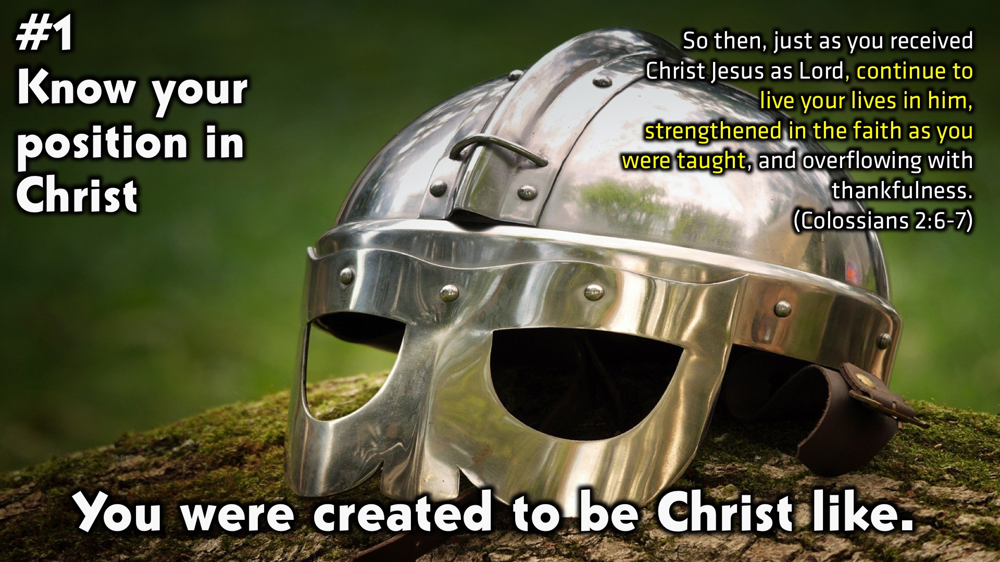 #1
Know your
position in
Christ
So then, just as you received
Christ Jesus as Lord, continue to
live your lives in him,
strengthened in the faith as you
were taught, and overflowing with
thankfulness.
(Colossians 2:6-7)
You were created to be Christ like.